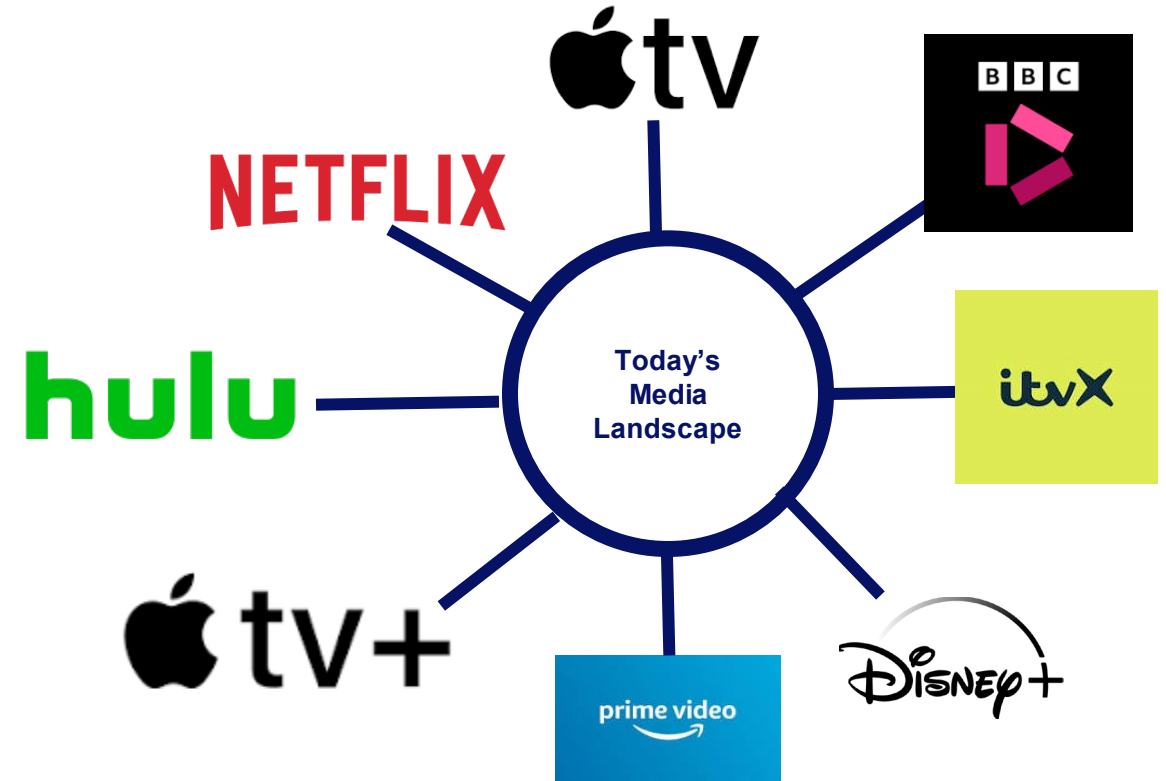 tv
BBC
NETFLIX
itvX
Today's
Media
Landscape
hulu
tv+
prime video
Disney+